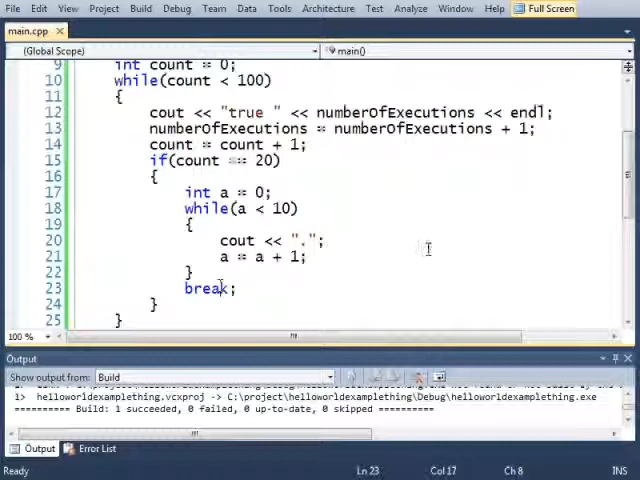 File Edit View Project Build Debug Team Data Tools Architecture Test Analyze Window Help Full Screen
main.cpp
(Global Scope) main()
9 int count = 0;
10 while(count < 100)
11 {
12 cout << "true " << numberOfExecutions << endl;
13 numberOfExecutions = numberOfExecutions + 1;
14 count = count + 1;
15 if(count == 20)
16 {
17 int a = 0;
18 while(a < 10)
19 {
20 cout << ".";
21 a = a + 1;
22 }
23 break;
24 }
25 }
100 %
Output
Show output from: Build
1> helloworldexamplething.vcxproj -> C:\project\helloworldexamplething\Debug\helloworldexamplething.exe
========== Build: 1 succeeded, 0 failed, 0 up-to-date, 0 skipped ==========
Output Error List
Ready Ln 23 Col 17 Ch 8 INS